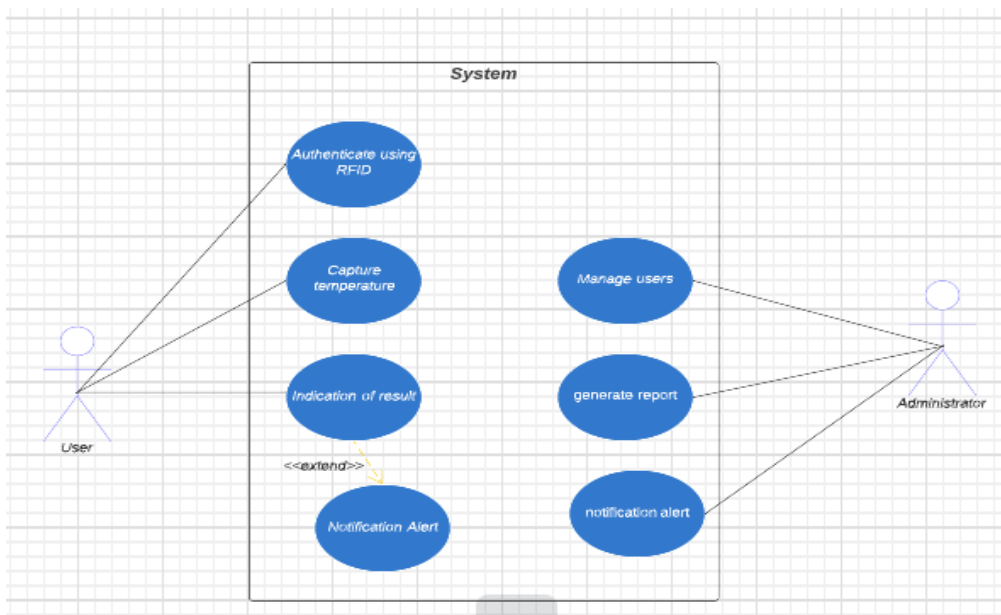 System
Authenticate using
RFID
Capture
temperature
Manage users
Indication of result
generate report
Administrator
User
<<extend>>
Notification Alert
notification alert